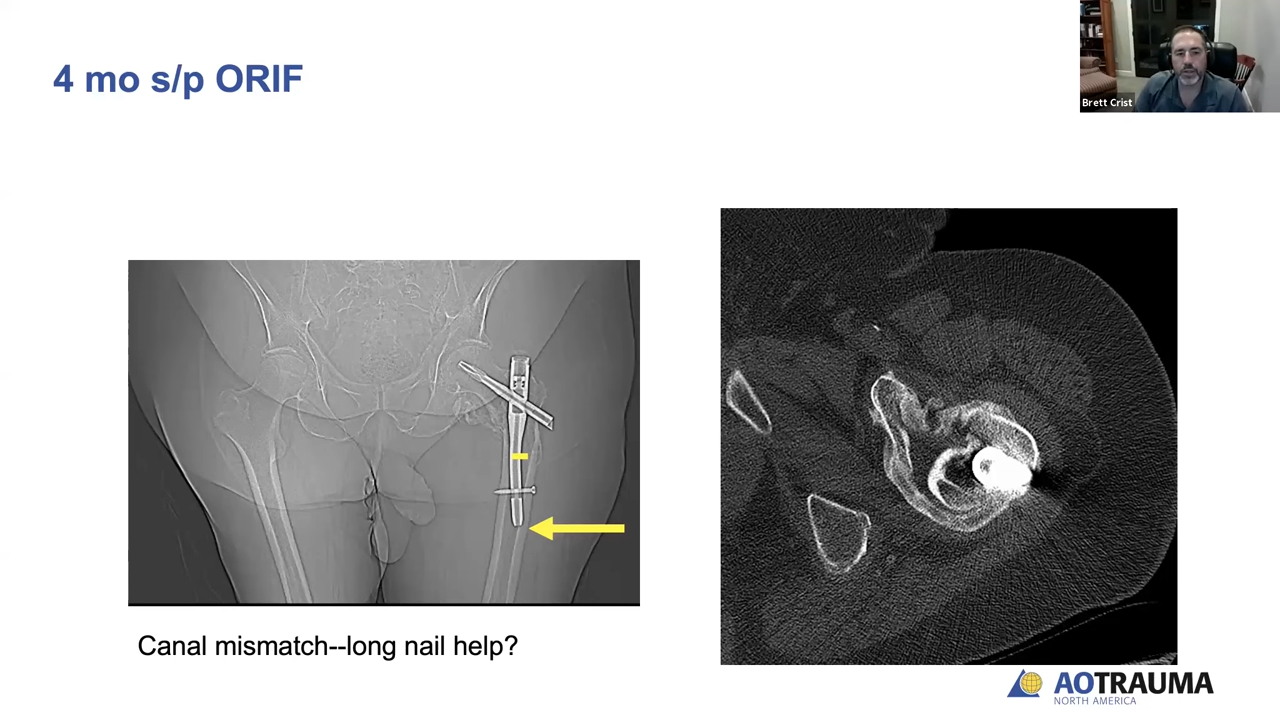 4 mo s/p ORIF
Brett Crist
Canal mismatch--long nail help?
AOTRAUMA
NORTH AMERICA